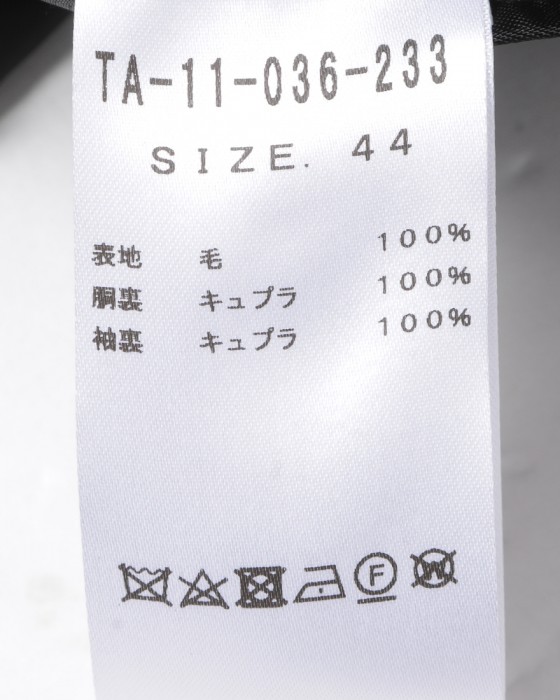 TA-11-036-233
SIZE. 44
表地 毛 100%
胴裏 キュプラ 100%
袖裏 キュプラ 100%
F
W